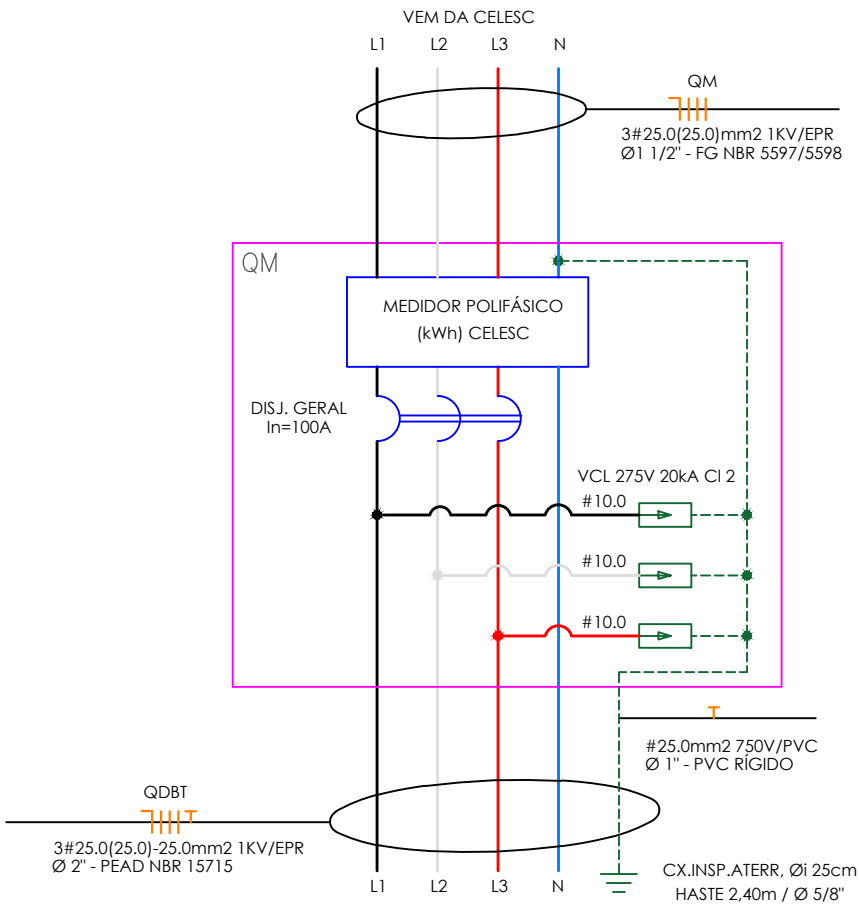 VEM DA CELESC
L1 L2 L3 N
QM
3#25.0(25.0)mm2 1KV/EPR
Ø1 1/2" - FG NBR 5597/5598
QM
MEDIDOR POLIFÁSICO
(kWh) CELESC
DISJ. GERAL
In=100A
VCL 275V 20kA Cl 2
#10.0
#10.0
#10.0
#25.0mm2 750V/PVC
Ø 1" - PVC RÍGIDO
QDBT
3#25.0(25.0)-25.0mm2 1KV/EPR
Ø 2" - PEAD NBR 15715
L1 L2 L3 N
CX.INSP.ATERR, Øi 25cm
HASTE 2,40m / Ø 5/8"